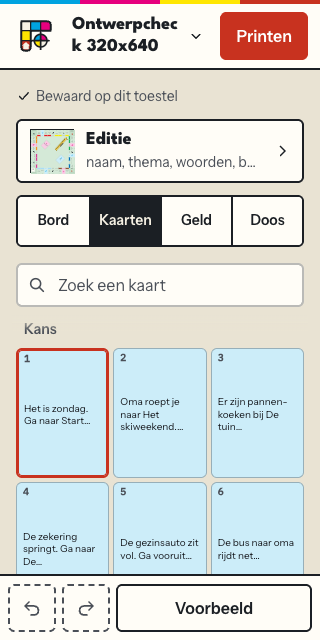 Ontwerpchec
k 320x640
Printen
Bewaard op dit toestel
Editie
naam, thema, woorden, b...
Bord
Kaarten
Geld
Doos
Zoek een kaart
Kans
1
Het is zondag.
Ga naar Start...
2
Oma roept je
naar Het
skiweekend....
3
Er zijn pannen-
koeken bij De
tuin...
4
De zekering
springt. Ga naar
De...
5
De gezinsauto zit
vol. Ga vooruit...
6
De bus naar oma
rijdt net...
Voorbeeld